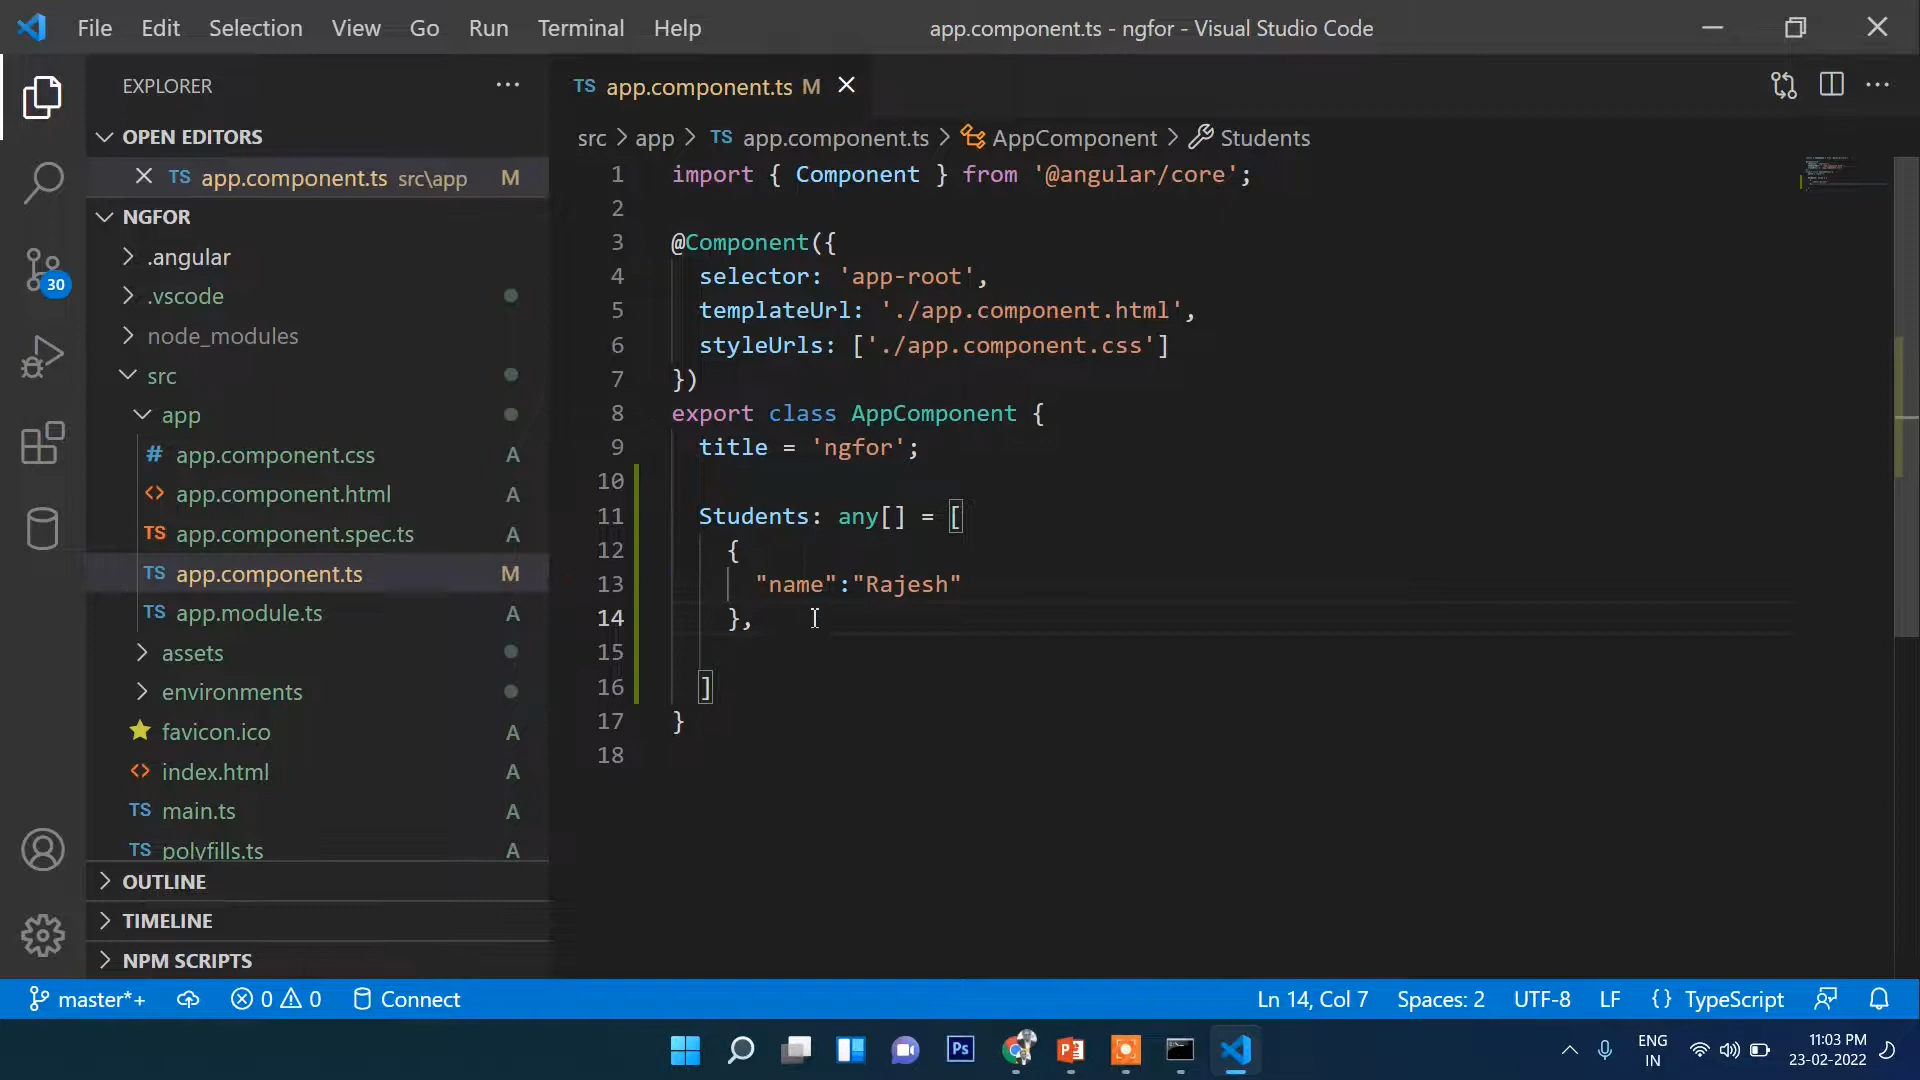 File Edit Selection View Go Run Terminal Help
app.component.ts - ngfor - Visual Studio Code
EXPLORER
OPEN EDITORS
TS app.component.ts src\app M
NGFOR
.angular
.vscode
node_modules
src
app
# app.component.css A
<> app.component.html A
TS app.component.spec.ts A
TS app.component.ts M
TS app.module.ts A
assets
environments
favicon.ico A
<> index.html A
TS main.ts A
TS polyfills.ts A
OUTLINE
TIMELINE
NPM SCRIPTS
30
TS app.component.ts M
src > app > TS app.component.ts > AppComponent > Students
1 import { Component } from '@angular/core';
2
3 @Component({
4 selector: 'app-root',
5 templateUrl: './app.component.html',
6 styleUrls: ['./app.component.css']
7 })
8 export class AppComponent {
9 title = 'ngfor';
10
11 Students: any[] = [
12 {
13 "name":"Rajesh"
14 },
15
16 ]
17 }
18
master*+ 0 0 Connect
Ln 14, Col 7 Spaces: 2 UTF-8 LF {} TypeScript
Ps
ENG
IN
11:03 PM
23-02-2022